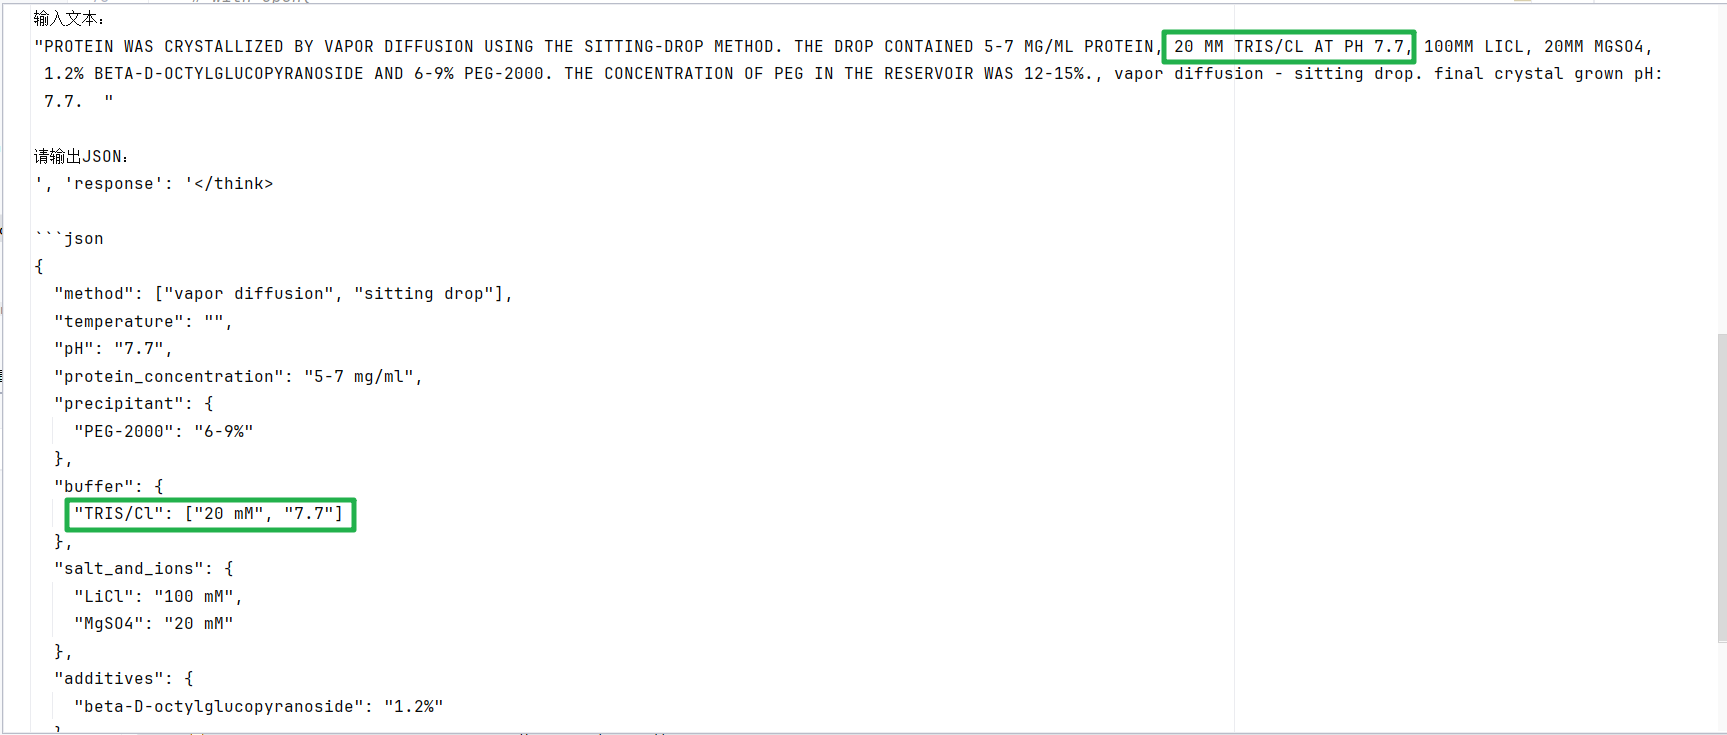 输入文本：
"PROTEIN WAS CRYSTALLIZED BY VAPOR DIFFUSION USING THE SITTING-DROP METHOD. THE DROP CONTAINED 5-7 MG/ML PROTEIN, 20 MM TRIS/CL AT PH 7.7, 100MM LICL, 20MM MGSO4,
1.2% BETA-D-OCTYLGLUCOPYRANOSIDE AND 6-9% PEG-2000. THE CONCENTRATION OF PEG IN THE RESERVOIR WAS 12-15%., vapor diffusion - sitting drop. final crystal grown pH:
7.7.  "
请输出JSON：
', 'response': '</think>
```json
{
"method": ["vapor diffusion", "sitting drop"],
"temperature": "",
"pH": "7.7",
"protein_concentration": "5-7 mg/ml",
"precipitant": {
"PEG-2000": "6-9%"
},
"buffer": {
"TRIS/Cl": ["20 mM", "7.7"]
},
"salt_and_ions": {
"LiCl": "100 mM",
"MgSO4": "20 mM"
},
"additives": {
"beta-D-octylglucopyranoside": "1.2%"